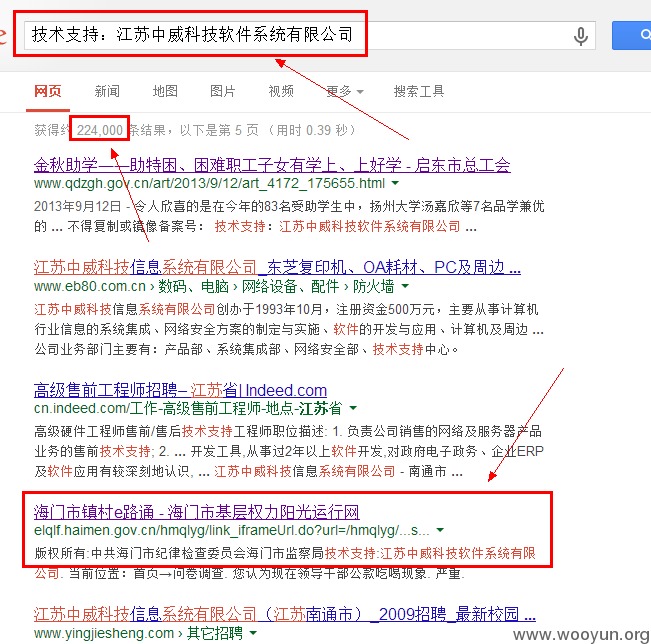 e
技术支持：江苏中威科技软件系统有限公司
网页 新闻 地图 图片 视频 更多 搜索工具
获得约 224,000 条结果，以下是第 5 页 （用时 0.39 秒）
金秋助学——助特困、困难职工子女有学上、上好学 - 启东市总工会
www.qdzgh.gov.cn/art/2013/9/12/art_4172_175655.html
2013年9月12日 - 令人欣喜的是在今年的83名受助学生中，扬州大学汤嘉欣等7名品学兼优
的 ... 不得复制或镜像备案号： 技术支持：江苏中威科技软件系统有限公司 ...
江苏中威科技信息系统有限公司_东芝复印机、OA耗材、PC及周边 ...
www.eb80.com.cn › 数码、电脑 › 网络设备、配件 › 防火墙
江苏中威科技信息系统有限公司创办于1993年10月，注册资金500万元，主要从事计算机
行业信息的系统集成、网络安全方案的制定与实施、软件的开发与应用、计算机及周边 ...
公司业务部门主要有：产品部、系统集成部、网络安全部、技术支持中心。
高级售前工程师招聘– 江苏省| Indeed.com
cn.indeed.com/工作-高级售前工程师-地点-江苏省
高级硬件工程师售前/售后技术支持工程师职位描述: 1. 负责公司销售的网络及服务器产品
业务的售前技术支持; 2. ... 开发工具,从事过2年以上软件开发,对政府电子政务、企业ERP
及软件应用有较深刻地认识, ... 江苏中威科技信息系统有限公司 - 南通市 ...
海门市镇村e路通 - 海门市基层权力阳光运行网
elqlf.haimen.gov.cn/hmqlyg/link_iframeUrl.do?url=/hmqlyg/...s...
版权所有:中共海门市纪律检查委员会海门市监察局技术支持:江苏中威科技软件系统有限
公司. 当前位置：首页→问卷调查. 您认为现在领导干部公款吃喝现象. 严重.
江苏中威科技信息系统有限公司（江苏南通市）_2009招聘_最新校园 ...
www.yingjiesheng.com › 其它招聘
www.wooyun.org